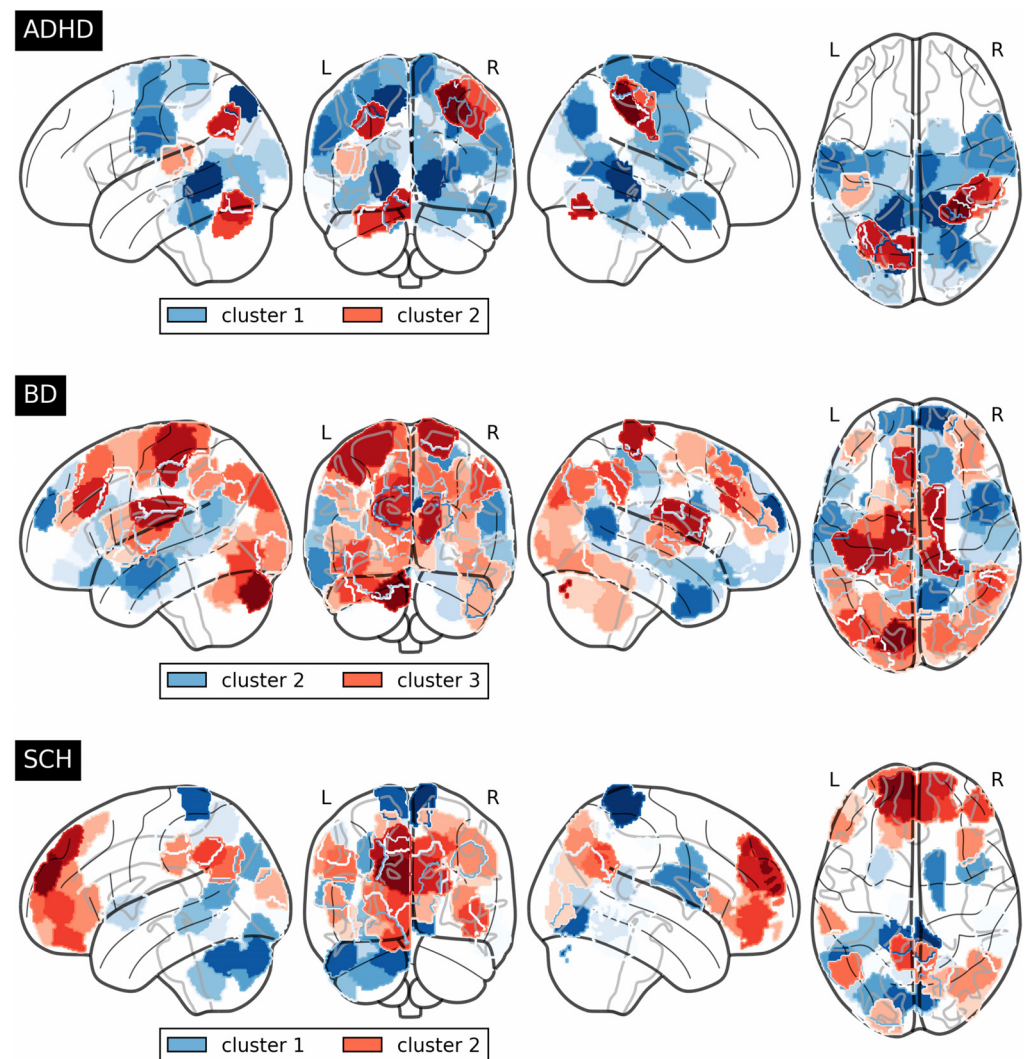 ADHD
L R L R
cluster 1 cluster 2
BD
L R L R
cluster 2 cluster 3
SCH
L R L R
cluster 1 cluster 2